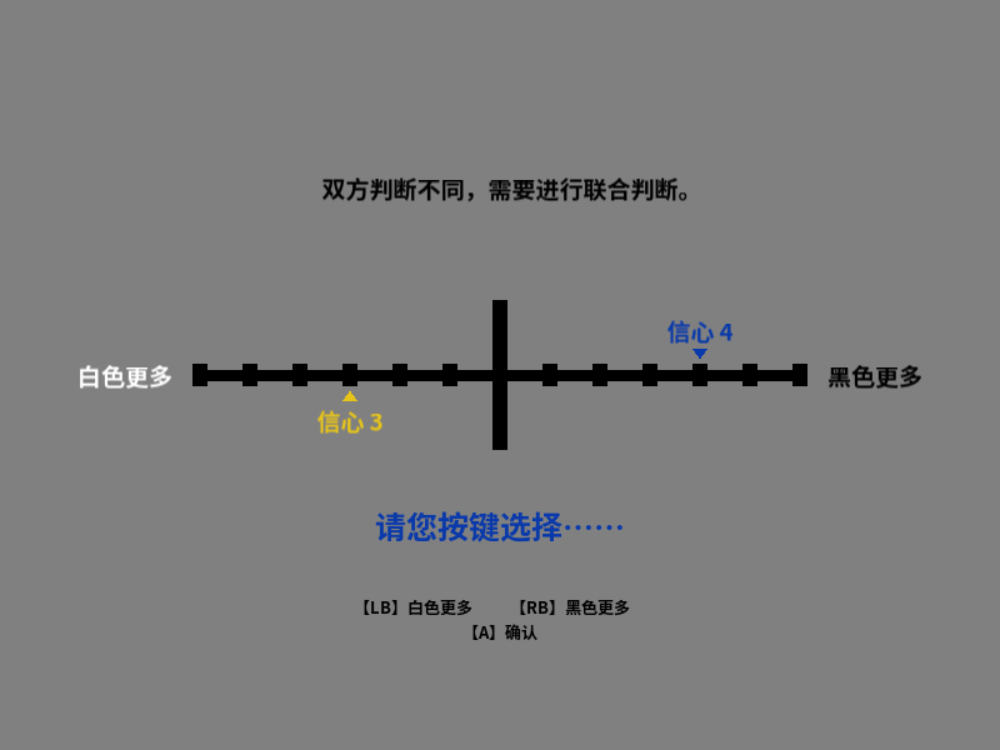 双方判断不同，需要进行联合判断。
信心 4
白色更多
黑色更多
信心 3
请您按键选择……
【LB】白色更多 【RB】黑色更多
【A】确认